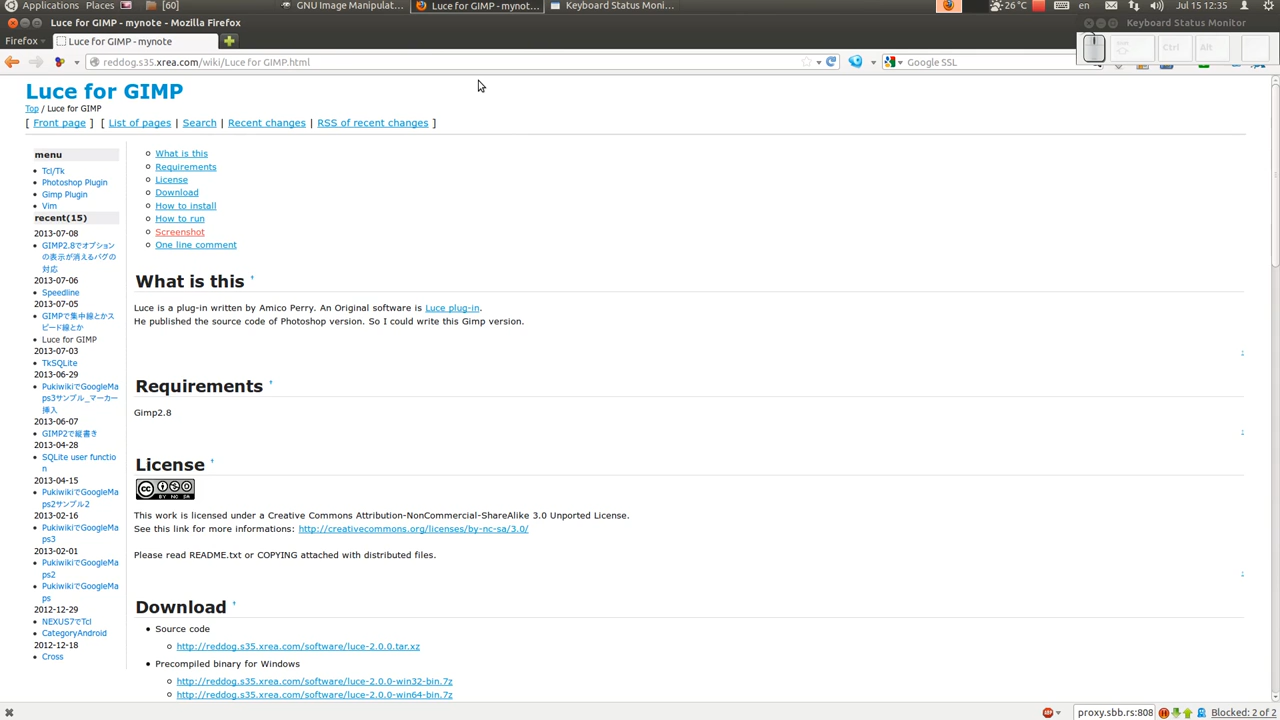 Applications Places [60] GNU Image Manipulat... Luce for GIMP - mynot... Keyboard Status Moni... 26°C en Jul 15 12:35
Luce for GIMP - mynote - Mozilla Firefox
Keyboard Status Monitor
Firefox
Luce for GIMP - mynote
Ctrl Alt
reddog.s35.xrea.com/wiki/Luce for GIMP.html
Google SSL
Luce for GIMP
Top / Luce for GIMP
[ Front page ] [ List of pages | Search | Recent changes | RSS of recent changes ]
menu
Tcl/Tk
Photoshop Plugin
Gimp Plugin
Vim
recent(15)
2013-07-08
GIMP2.8でオプション
の表示が消えるバグの
対応
2013-07-06
Speedline
2013-07-05
GIMPで集中線とかス
ピード線とか
Luce for GIMP
2013-07-03
TkSQLite
2013-06-29
PukiwikiでGoogleMa
ps3サンプル_マーカー
挿入
2013-06-07
GIMP2で縦書き
2013-04-28
SQLite user functio
n
2013-04-15
PukiwikiでGoogleMa
ps2サンプル2
2013-02-16
PukiwikiでGoogleMa
ps3
2013-02-01
PukiwikiでGoogleMa
ps2
PukiwikiでGoogleMa
ps
2012-12-29
NEXUS7でTcl
CategoryAndroid
2012-12-18
Cross
What is this
Requirements
License
Download
How to install
How to run
Screenshot
One line comment
What is this †
Luce is a plug-in written by Amico Perry. An Original software is Luce plug-in.
He published the source code of Photoshop version. So I could write this Gimp version.
Requirements †
Gimp2.8
License †
BY NC SA
This work is licensed under a Creative Commons Attribution-NonCommercial-ShareAlike 3.0 Unported License.
See this link for more informations: http://creativecommons.org/licenses/by-nc-sa/3.0/
Please read README.txt or COPYING attached with distributed files.
Download †
Source code
http://reddog.s35.xrea.com/software/luce-2.0.0.tar.xz
Precompiled binary for Windows
http://reddog.s35.xrea.com/software/luce-2.0.0-win32-bin.7z
http://reddog.s35.xrea.com/software/luce-2.0.0-win64-bin.7z
proxy.sbb.rs:808 Blocked: 2 of 2